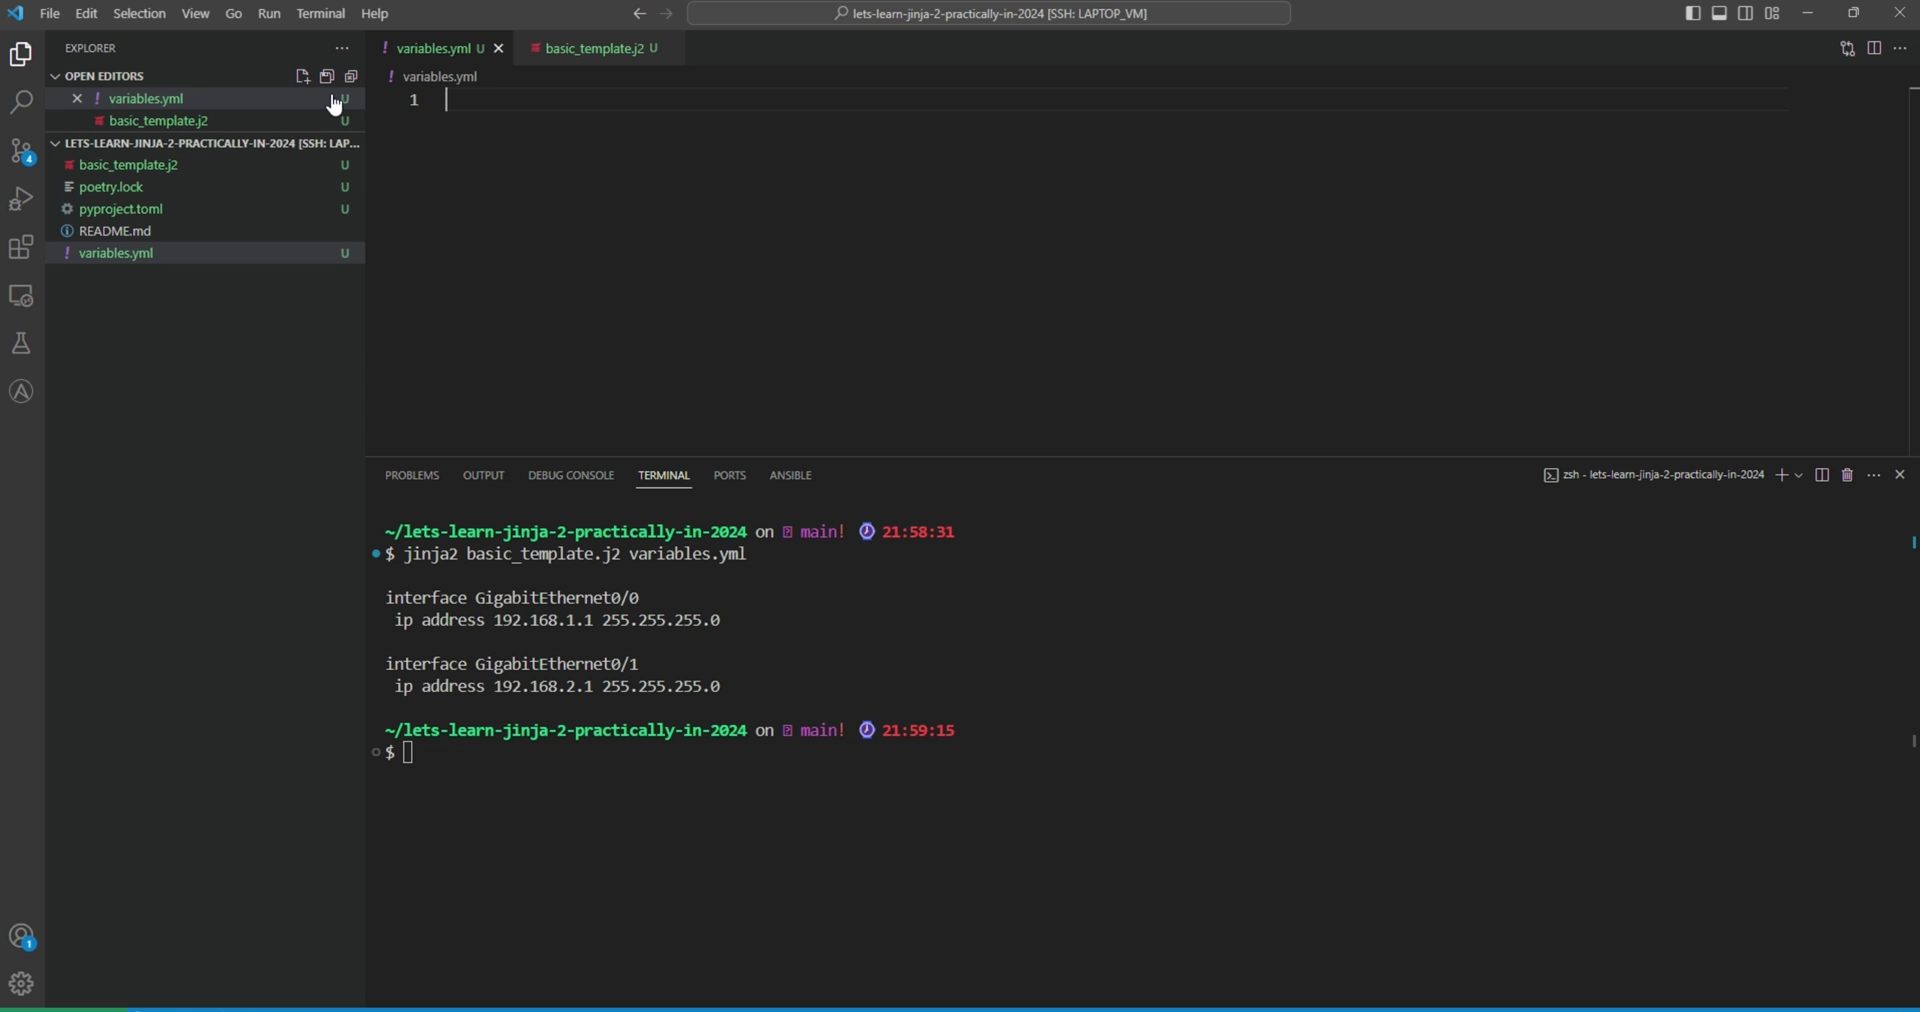 File Edit Selection View Go Run Terminal Help
lets-learn-jinja-2-practically-in-2024 [SSH: LAPTOP_VM]
EXPLORER
OPEN EDITORS
! variables.yml U
basic_template.j2 U
LETS-LEARN-JINJA-2-PRACTICALLY-IN-2024 [SSH: LAP...
basic_template.j2 U
poetry.lock U
pyproject.toml U
README.md
! variables.yml U
4
1
! variables.yml U
basic_template.j2 U
! variables.yml
1
PROBLEMS OUTPUT DEBUG CONSOLE TERMINAL PORTS ANSIBLE
zsh - lets-learn-jinja-2-practically-in-2024
~/lets-learn-jinja-2-practically-in-2024 on main! 21:58:31
$ jinja2 basic_template.j2 variables.yml
interface GigabitEthernet0/0
ip address 192.168.1.1 255.255.255.0
interface GigabitEthernet0/1
ip address 192.168.2.1 255.255.255.0
~/lets-learn-jinja-2-practically-in-2024 on main! 21:59:15
$